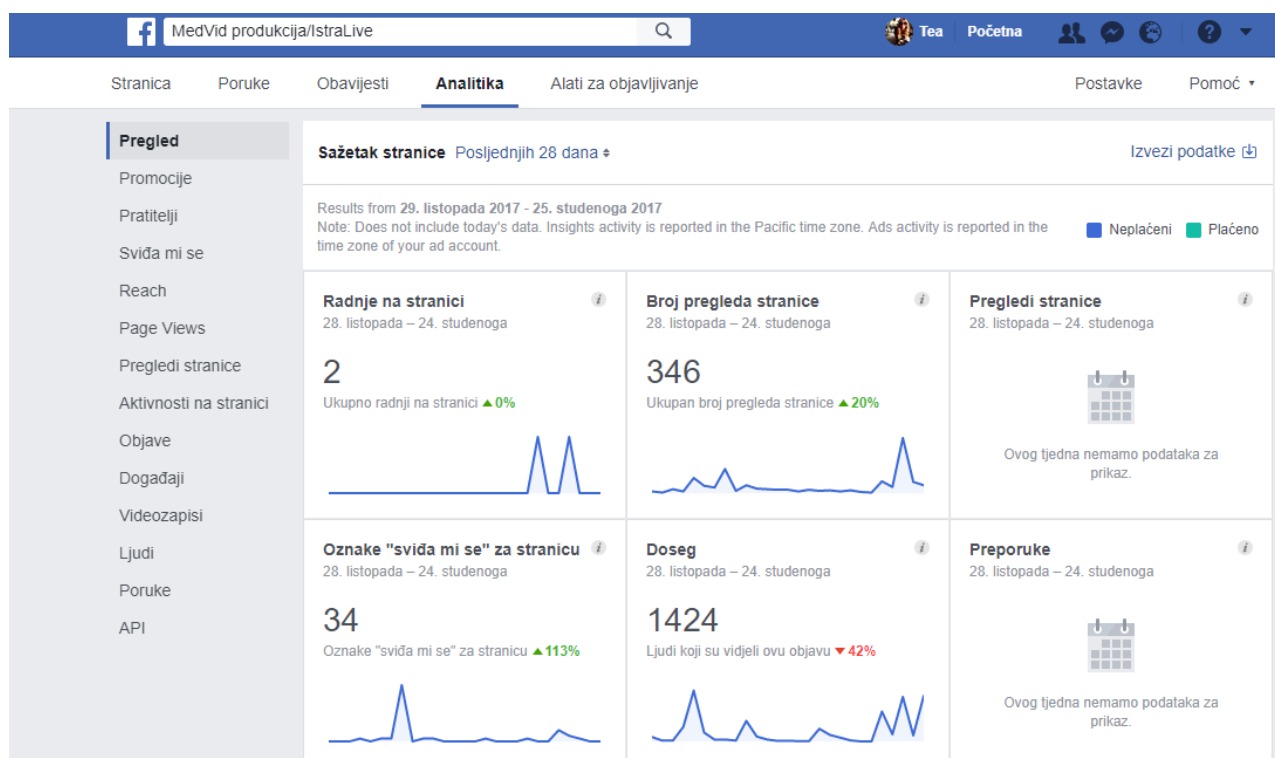 MedVid produkcija/IstraLive
Tea
Početna
Stranica
Poruke
Obavijesti
Analitika
Alati za objavljivanje
Postavke
Pomoć
Pregled
Promocije
Pratitelji
Sviđa mi se
Reach
Page Views
Pregledi stranice
Aktivnosti na stranici
Objave
Događaji
Videozapisi
Ljudi
Poruke
API
Sažetak stranice Posljednjih 28 dana
Izvezi podatke
Results from 29. listopada 2017 - 25. studenoga 2017
Note: Does not include today's data. Insights activity is reported in the Pacific time zone. Ads activity is reported in the
time zone of your ad account.
Neplaćeni
Plaćeno
Radnje na stranici
28. listopada – 24. studenoga
2
Ukupno radnji na stranici ▲ 0%
Broj pregleda stranice
28. listopada – 24. studenoga
346
Ukupan broj pregleda stranice ▲ 20%
Pregledi stranice
28. listopada – 24. studenoga
Ovog tjedna nemamo podataka za
prikaz.
Oznake "sviđa mi se" za stranicu
28. listopada – 24. studenoga
34
Oznake "sviđa mi se" za stranicu ▲ 113%
Doseg
28. listopada – 24. studenoga
1424
Ljudi koji su vidjeli ovu objavu ▼ 42%
Preporuke
28. listopada – 24. studenoga
Ovog tjedna nemamo podataka za
prikaz.